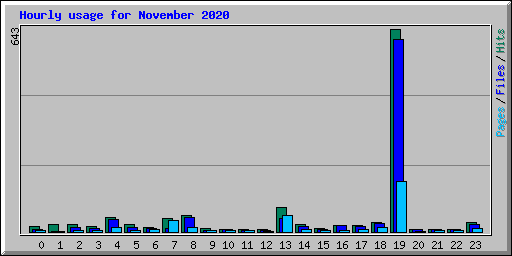 Hourly usage for November 2020
643
Pages/Files/Hits
0 1 2 3 4 5 6 7 8 9 10 11 12 13 14 15 16 17 18 19 20 21 22 23